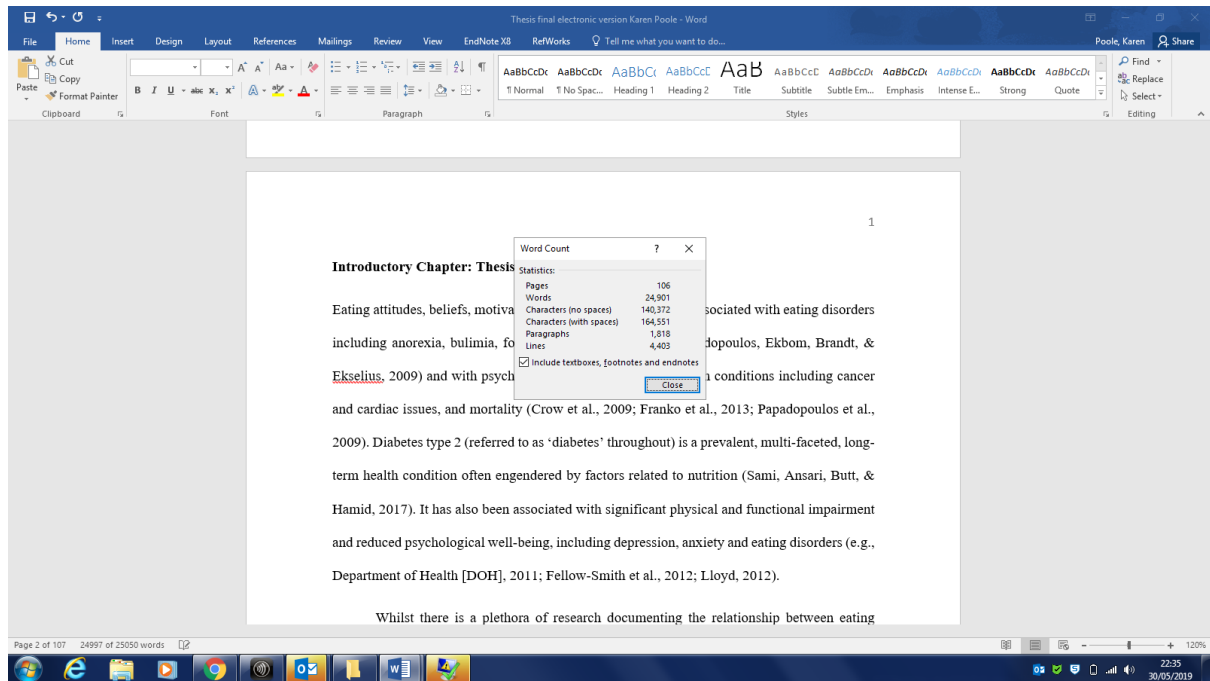 Thesis final electronic version Karen Poole - Word
File Home Insert Design Layout References Mailings Review View EndNote X8 RefWorks Tell me what you want to do... Poole, Karen Share
Cut
Copy
Format Painter
Paste
B I U abc X₂ X² A A Aa A
AaBbCcDc AaBbCcDc AaBbCc AaBbCcC AaB AaBbCcC AaBbCcDc AaBbCcDc AaBbCcDc AaBbCcDc AaBbCcDc
¶ Normal ¶ No Spac... Heading 1 Heading 2 Title Subtitle Subtle Em... Emphasis Intense E... Strong Quote
Find
Replace
Select
Clipboard Font Paragraph Styles Editing
1
Introductory Chapter: Thesis
Eating attitudes, beliefs, motiva sociated with eating disorders
including anorexia, bulimia, fo dopoulos, Ekbom, Brandt, &
Ekselius, 2009) and with psych n conditions including cancer
and cardiac issues, and mortality (Crow et al., 2009; Franko et al., 2013; Papadopoulos et al.,
2009). Diabetes type 2 (referred to as ‘diabetes’ throughout) is a prevalent, multi-faceted, long-
term health condition often engendered by factors related to nutrition (Sami, Ansari, Butt, &
Hamid, 2017). It has also been associated with significant physical and functional impairment
and reduced psychological well-being, including depression, anxiety and eating disorders (e.g.,
Department of Health [DOH], 2011; Fellow-Smith et al., 2012; Lloyd, 2012).
Whilst there is a plethora of research documenting the relationship between eating
Word Count ? ×
Statistics:
Pages 106
Words 24,901
Characters (no spaces) 140,372
Characters (with spaces) 164,551
Paragraphs 1,818
Lines 4,403
Include textboxes, footnotes and endnotes
Close
Page 2 of 107 24997 of 25050 words 120%
22:35
30/05/2019